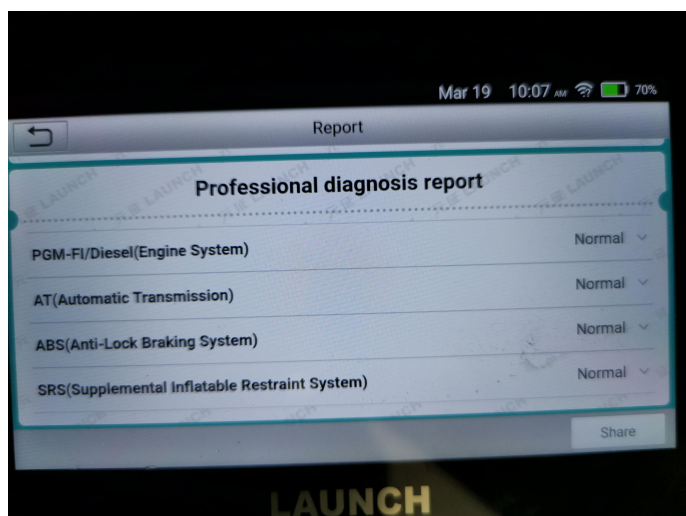 Mar 19 10:07 AM 70%
Report
Professional diagnosis report
PGM-FI/Diesel(Engine System) Normal
AT(Automatic Transmission) Normal
ABS(Anti-Lock Braking System) Normal
SRS(Supplemental Inflatable Restraint System) Normal
Share
LAUNCH